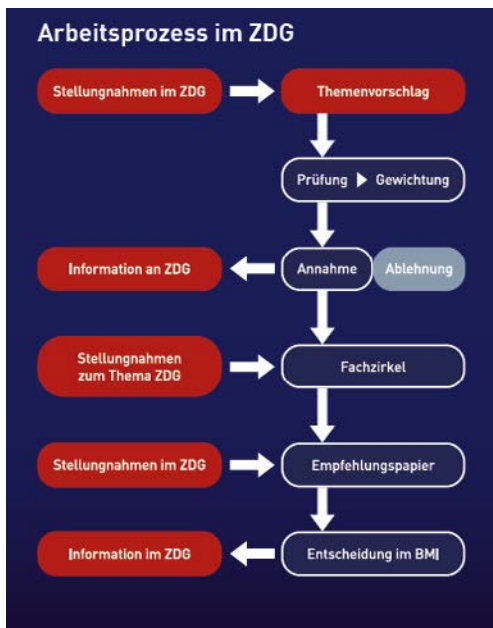 Arbeitsprozess im ZDG
Stellungnahmen im ZDG
Themenvorschlag
Prüfung
Gewichtung
Information an ZDG
Annahme
Ablehnung
Stellungnahmen
zum Thema ZDG
Fachzirkel
Stellungnahmen im ZDG
Empfehlungspapier
Information im ZDG
Entscheidung im BMI